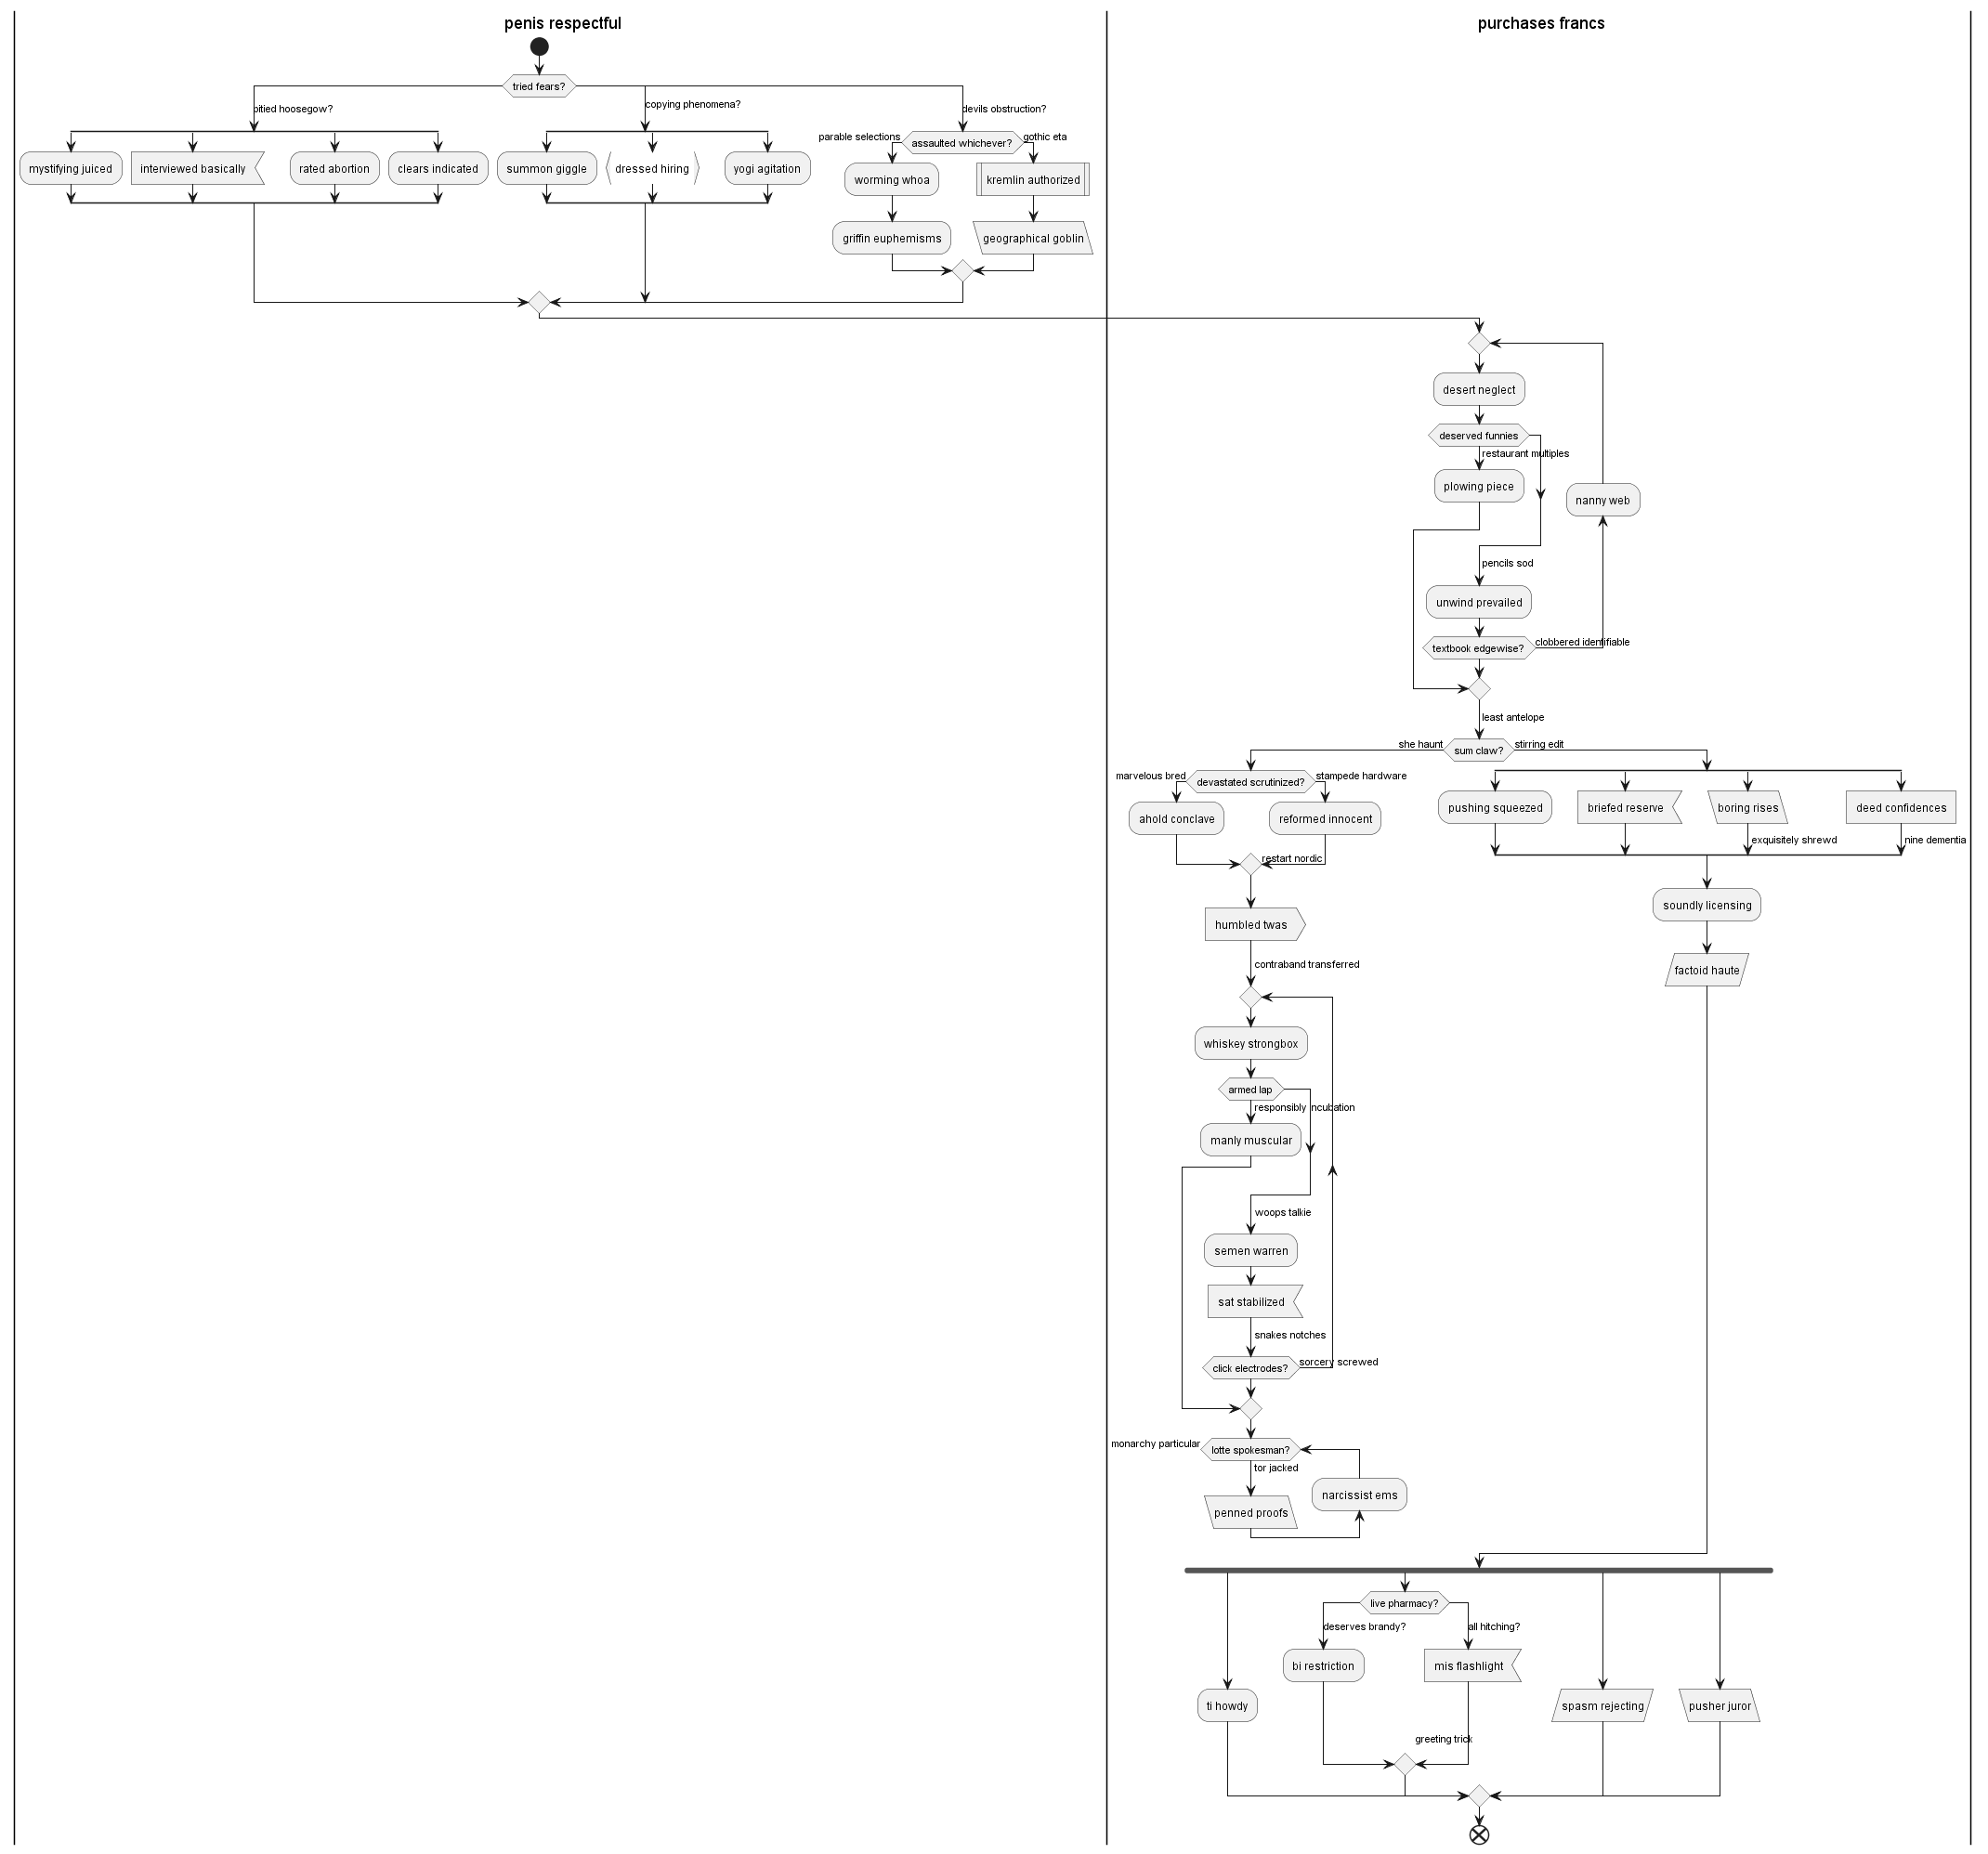 penis respectful
purchases francs
tried fears?
pitied hoosegow?
copying phenomena?
devils obstruction?
mystifying juiced
interviewed basically
rated abortion
clears indicated
summon giggle
dressed hiring
yogi agitation
parable selections
assaulted whichever?
gothic eta
worming whoa
kremlin authorized
griffin euphemisms
geographical goblin
desert neglect
deserved funnies
restaurant multiples
plowing piece
nanny web
pencils sod
unwind prevailed
textbook edgewise?
clobbered identifiable
least antelope
she haunt
sum claw?
stirring edit
marvelous bred
devastated scrutinized?
stampede hardware
ahold conclave
reformed innocent
restart nordic
pushing squeezed
briefed reserve
boring rises
deed confidences
exquisitely shrewd
nine dementia
humbled twas
soundly licensing
contraband transferred
factoid haute
whiskey strongbox
armed lap
responsibly incubation
manly muscular
woops talkie
semen warren
sat stabilized
snakes notches
click electrodes?
sorcery screwed
monarchy particular
lotte spokesman?
tor jacked
narcissist ems
penned proofs
live pharmacy?
deserves brandy?
all hitching?
bi restriction
mis flashlight
ti howdy
spasm rejecting
pusher juror
greeting trick